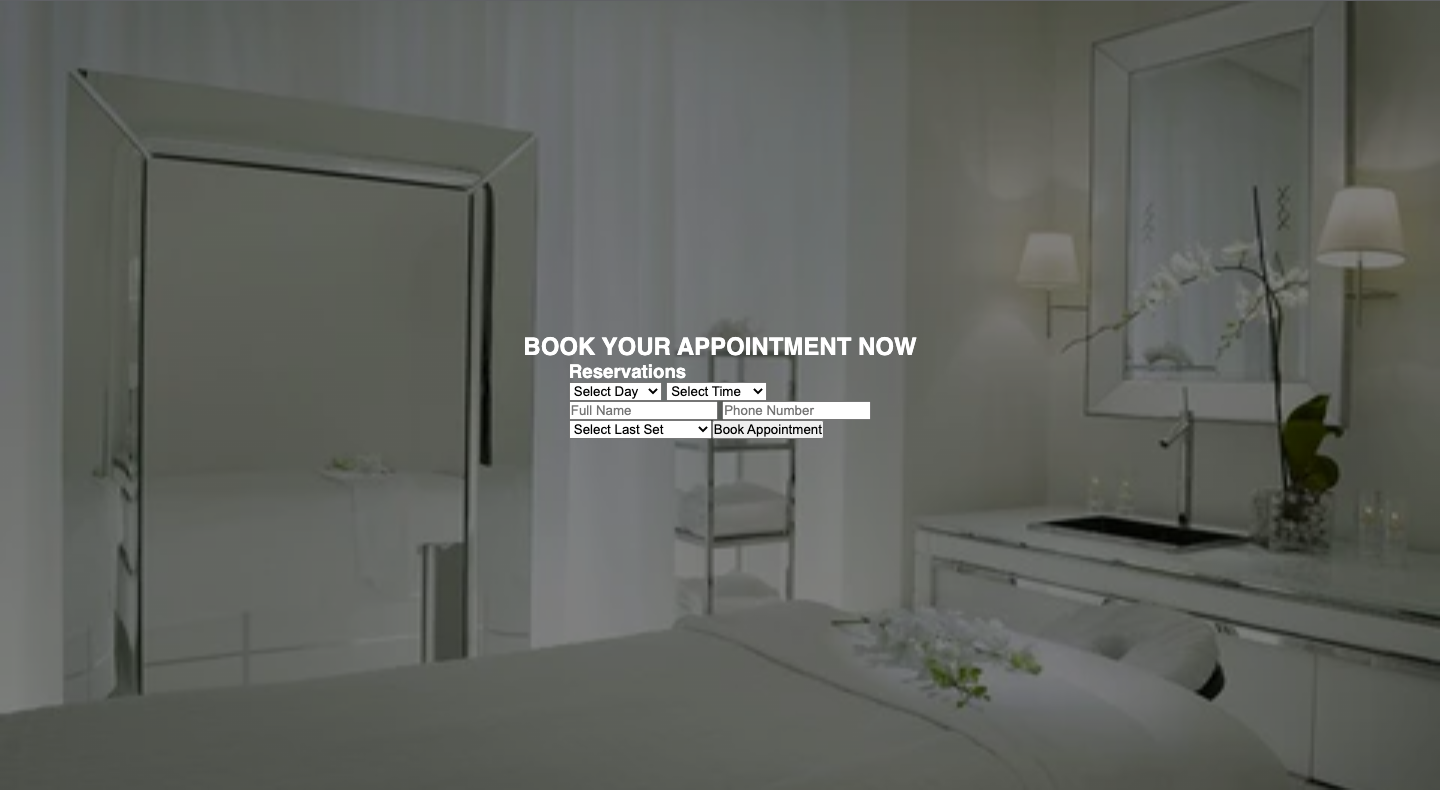 BOOK YOUR APPOINTMENT NOW
Reservations
Select Day Select Time
Full Name Phone Number
Select Last Set Book Appointment